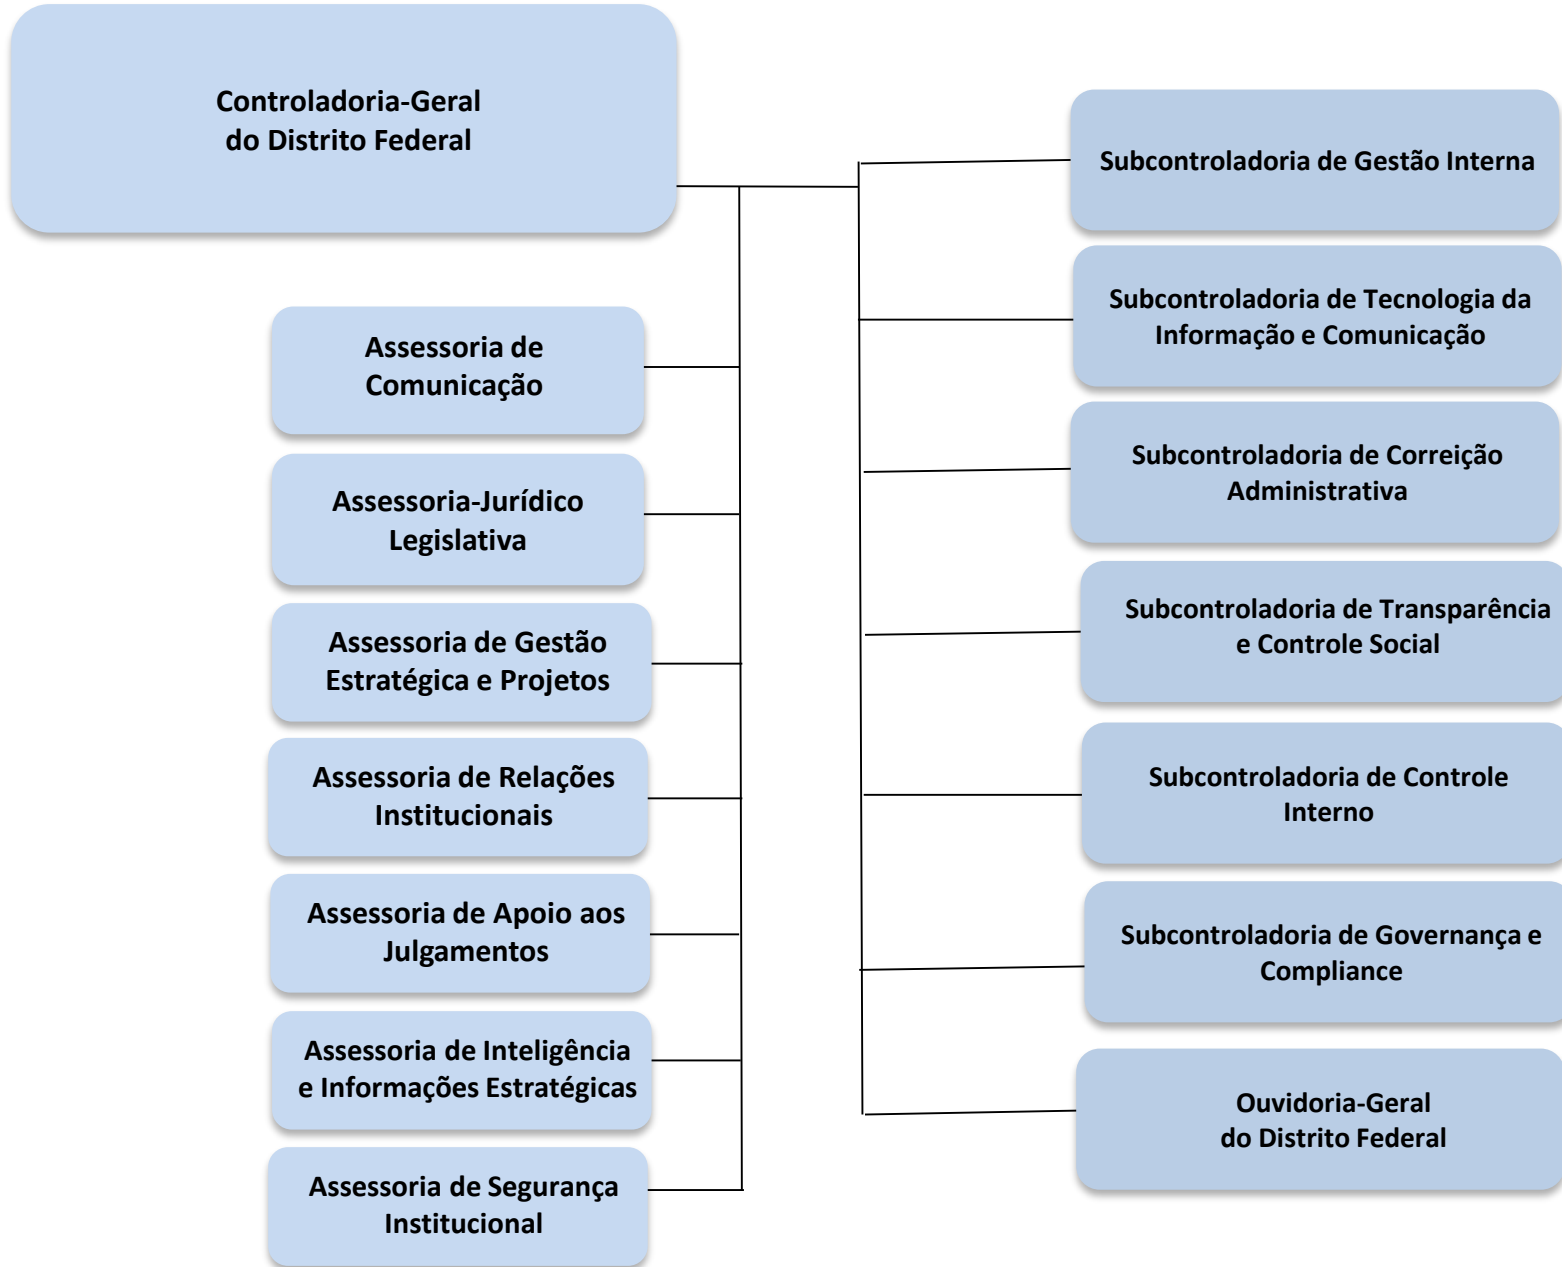 Controladoria-Geral
do Distrito Federal
Assessoria de
Comunicação
Assessoria-Jurídico
Legislativa
Assessoria de Gestão
Estratégica e Projetos
Assessoria de Relações
Institucionais
Assessoria de Apoio aos
Julgamentos
Assessoria de Inteligência
e Informações Estratégicas
Assessoria de Segurança
Institucional
Subcontroladoria de Gestão Interna
Subcontroladoria de Tecnologia da
Informação e Comunicação
Subcontroladoria de Correição
Administrativa
Subcontroladoria de Transparência
e Controle Social
Subcontroladoria de Controle
Interno
Subcontroladoria de Governança e
Compliance
Ouvidoria-Geral
do Distrito Federal